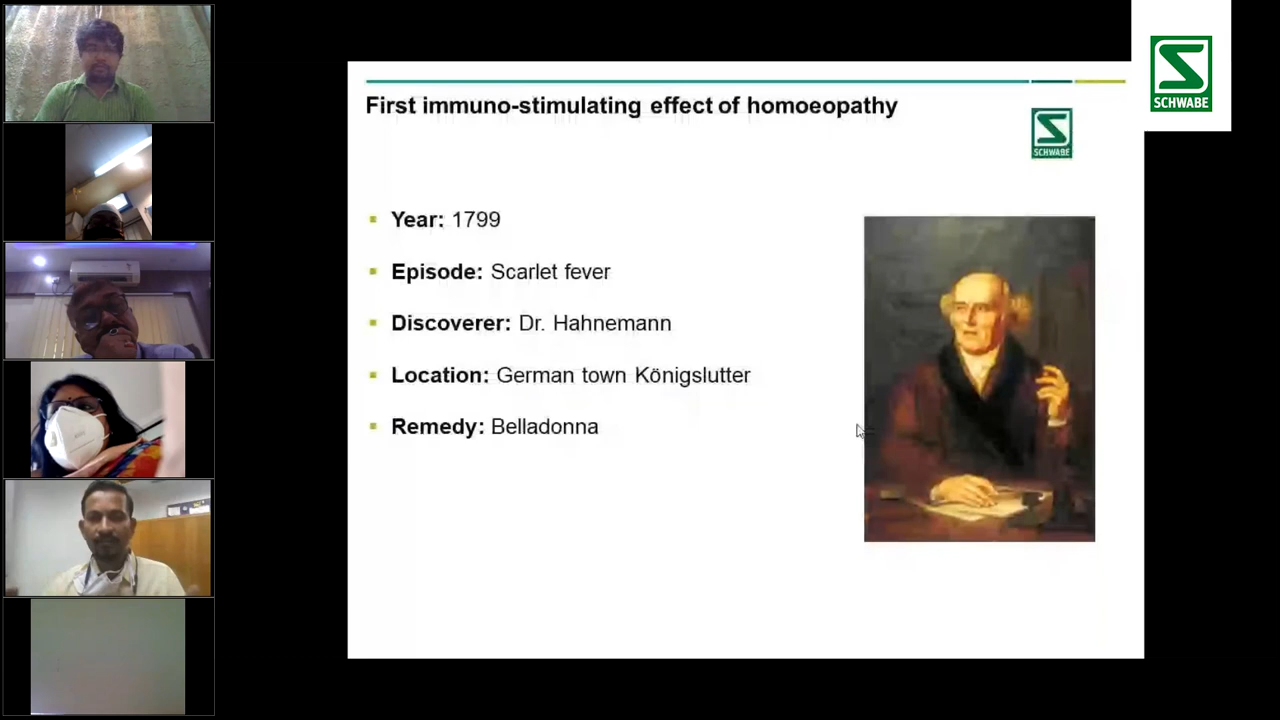 SCHWABE
First immuno-stimulating effect of homoeopathy
SCHWABE
Year: 1799
Episode: Scarlet fever
Discoverer: Dr. Hahnemann
Location: German town Königslutter
Remedy: Belladonna